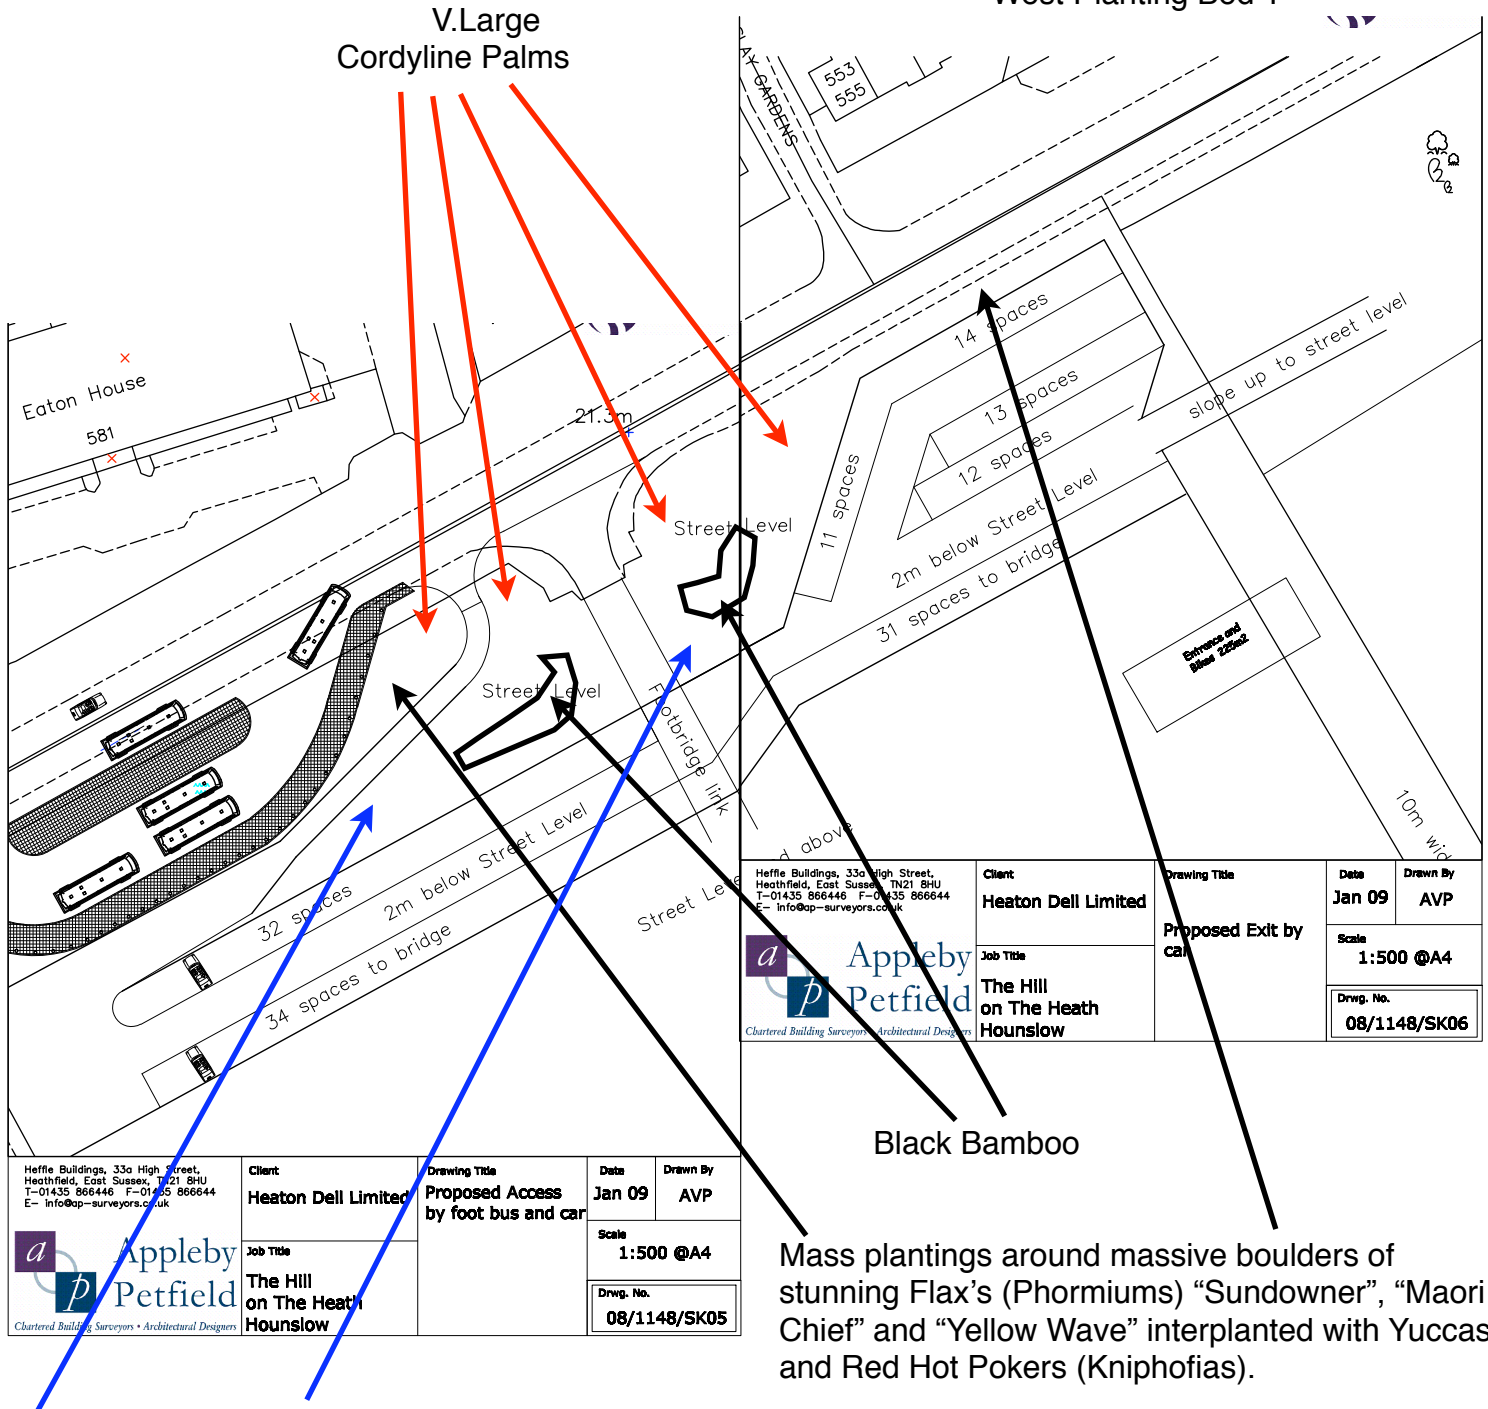 V.Large
Cordyline Palms
GARDENS
553
555
Eaton House
581
21.3m
14 spaces
13 spaces
12 spaces
11 spaces
slope up to street level
2m below Street Level
31 spaces to bridge
Street Level
Street Level
Footbridge link
Entrance and
Bikes 225m2
10m
32 spaces
2m below Street Level
34 spaces to bridge
Street
above
Heffle Buildings, 33a High Street,
Heathfield, East Sussex, TN21 8HU
T-01435 866446 F-01435 866644
E- info@ap-surveyors.co.uk
a
p
Appleby
Petfield
Chartered Building Surveyors • Architectural Designers
Client
Heaton Dell Limited
Job Title
The Hill
on The Heath
Hounslow
Drawing Title
Proposed Exit by
car
Date
Jan 09
Drawn By
AVP
Scale
1:500 @A4
Drwg. No.
08/1148/SK06
Black Bamboo
Heffle Buildings, 33a High Street,
Heathfield, East Sussex, TN21 8HU
T-01435 866446 F-01435 866644
E- info@ap-surveyors.co.uk
a
p
Appleby
Petfield
Chartered Building Surveyors • Architectural Designers
Client
Heaton Dell Limited
Job Title
The Hill
on The Heath
Hounslow
Drawing Title
Proposed Access
by foot bus and car
Date
Jan 09
Drawn By
AVP
Scale
1:500 @A4
Drwg. No.
08/1148/SK05
Mass plantings around massive boulders of
stunning Flax's (Phormiums) “Sundowner”, “Maori
Chief” and “Yellow Wave” interplanted with Yuccas
and Red Hot Pokers (Kniphofias).